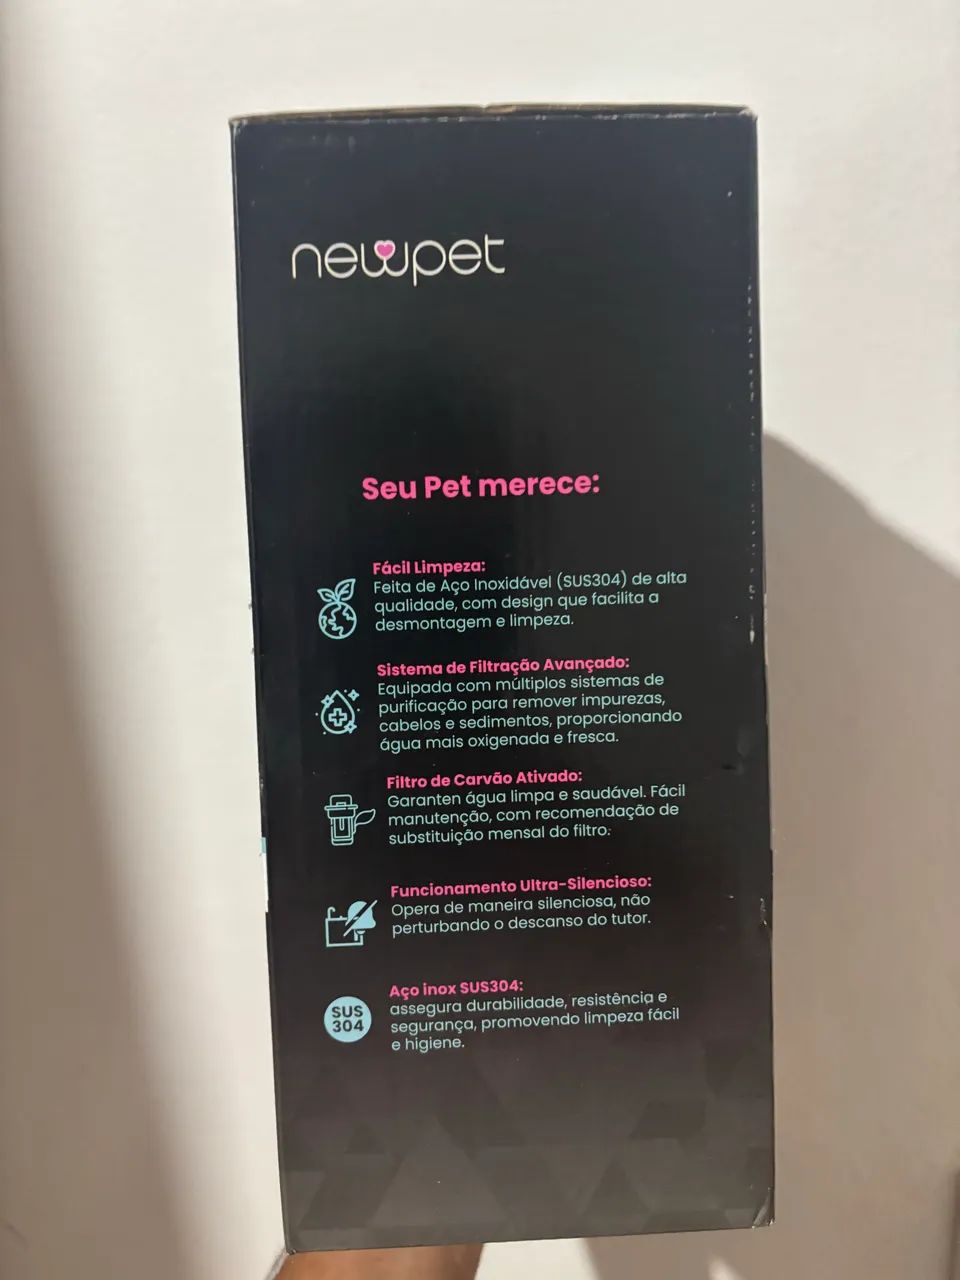 newpet
Seu Pet merece:
Fácil Limpeza:
Feita de Aço Inoxidável (SUS304) de alta
qualidade, com design que facilita a
desmontagem e limpeza.
Sistema de Filtração Avançado:
Equipada com múltiplos sistemas de
purificação para remover impurezas,
cabelos e sedimentos, proporcionando
água mais oxigenada e fresca.
Filtro de Carvão Ativado:
Garanten água limpa e saudável. Fácil
manutenção, com recomendação de
substituição mensal do filtro.
Funcionamento Ultra-Silencioso:
Opera de maneira silenciosa, não
perturbando o descanso do tutor.
SUS
304
Aço inox SUS304:
assegura durabilidade, resistência e
segurança, promovendo limpeza fácil
e higiene.